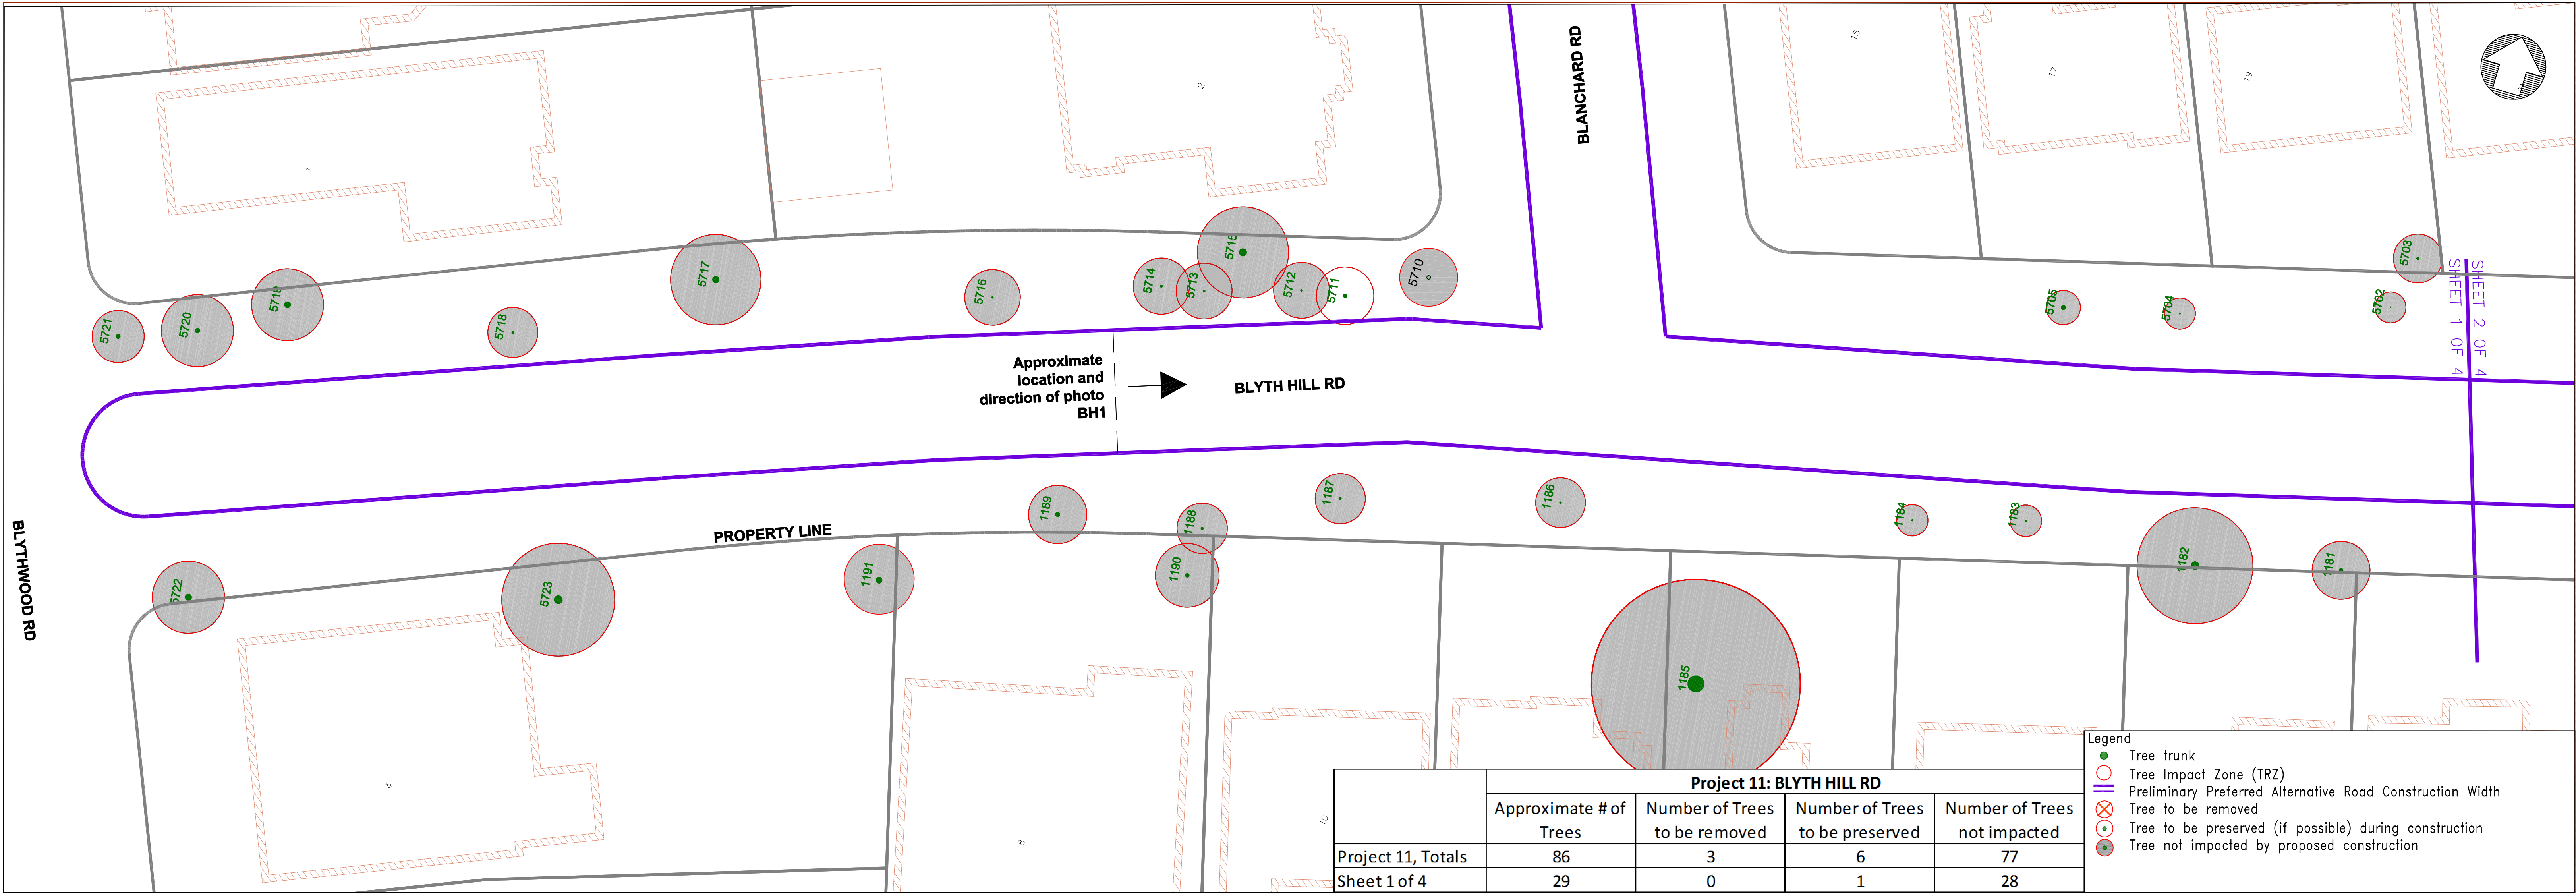 BLANCHARD RD
15
17
19
2
1
5721
5720
5719
5718
5717
5716
5714
5713
5715
5712
5711
5710
5705
5704
5702
5703
SHEET 2 OF 4
SHEET 1 OF 4
Approximate
location and
direction of photo
BH1
BLYTH HILL RD
BLYTHWOOD RD
PROPERTY LINE
5722
5723
1191
1189
1188
1190
1187
1186
1185
1184
1183
1182
1181
4
8
10
Project 11: BLYTH HILL RD
Approximate # of Trees
Number of Trees to be removed
Number of Trees to be preserved
Number of Trees not impacted
Project 11, Totals 86 3 6 77
Sheet 1 of 4 29 0 1 28
Legend
Tree trunk
Tree Impact Zone (TRZ)
Preliminary Preferred Alternative Road Construction Width
Tree to be removed
Tree to be preserved (if possible) during construction
Tree not impacted by proposed construction